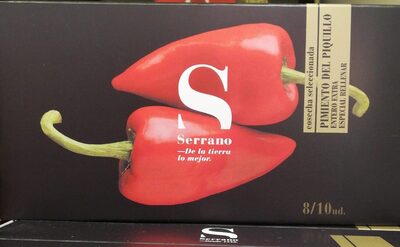 S
Serrano
—De la tierra
lo mejor.
cosecha seleccionada
PIMIENTO DEL PIQUILLO
ENTERO EXTRA
ESPECIAL RELLENAR
8/10ud.
S
Serrano